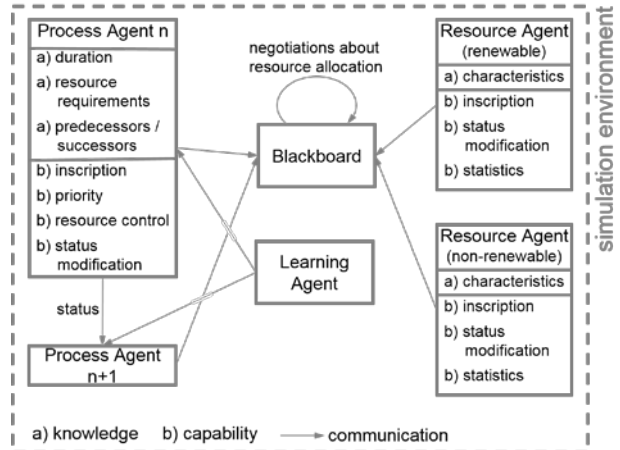 Process Agent n
a) duration
a) resource
requirements
a) predecessors /
successors
b) inscription
b) priority
b) resource control
b) status
modification
status
Process Agent
n+1
negotiations about
resource allocation
Blackboard
Learning
Agent
Resource Agent
(renewable)
a) characteristics
b) inscription
b) status
modification
b) statistics
Resource Agent
(non-renewable)
a) characteristics
b) inscription
b) status
modification
b) statistics
simulation environment
a) knowledge b) capability communication